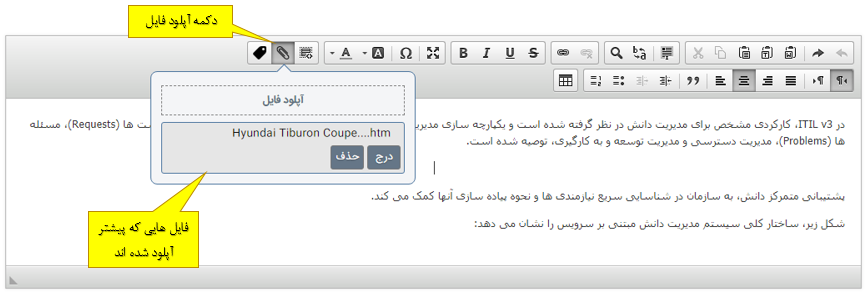 دکمه آپلود فایل
آپلود فایل
Hyundai Tiburon Coupe....htm
درج
حذف
در ITIL v3، کارکردی مشخص برای مدیریت دانش در نظر گرفته شده است و یکپارچه سازی مدیریت ها (Requests)، مسئله
ها (Problems)، مدیریت دسترسی و مدیریت توسعه و به کارگیری، توصیه شده است.
پشتیبانی متمرکز دانش، به سازمان در شناسایی سریع نیازمندی ها و نحوه پیاده سازی آنها کمک می کند.
شکل زیر، ساختار کلی سیستم مدیریت دانش مبتنی بر سرویس را نشان می دهد:
فایل هایی که پیشتر
آپلود شده اند